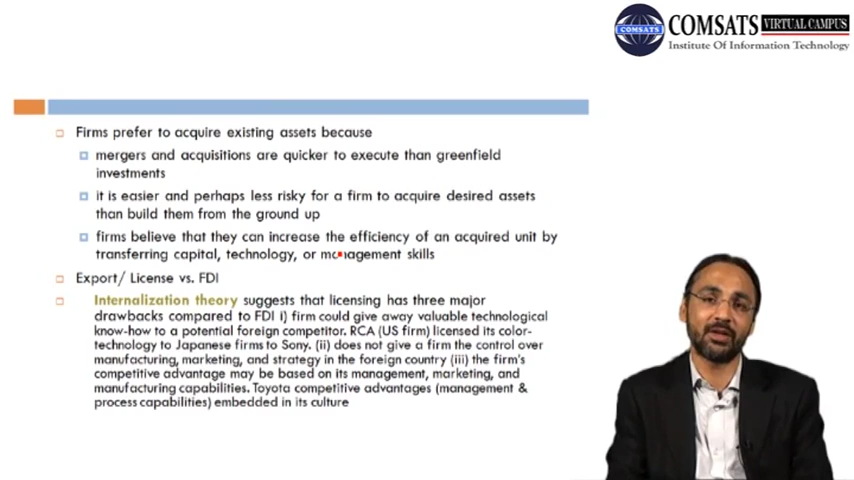 COMSATS VIRTUAL CAMPUS
COMSATS
Institute Of Information Technology
Firms prefer to acquire existing assets because
mergers and acquisitions are quicker to execute than greenfield
investments
it is easier and perhaps less risky for a firm to acquire desired assets
than build them from the ground up
firms believe that they can increase the efficiency of an acquired unit by
transferring capital, technology, or management skills
Export/ License vs. FDI
Internalization theory suggests that licensing has three major
drawbacks compared to FDI i) firm could give away valuable technological
know-how to a potential foreign competitor. RCA (US firm) licensed its color-
technology to Japanese firms to Sony. (ii) does not give a firm the control over
manufacturing, marketing, and strategy in the foreign country (iii) the firm's
competitive advantage may be based on its management, marketing, and
manufacturing capabilities. Toyota competitive advantages (management &
process capabilities) embedded in its culture